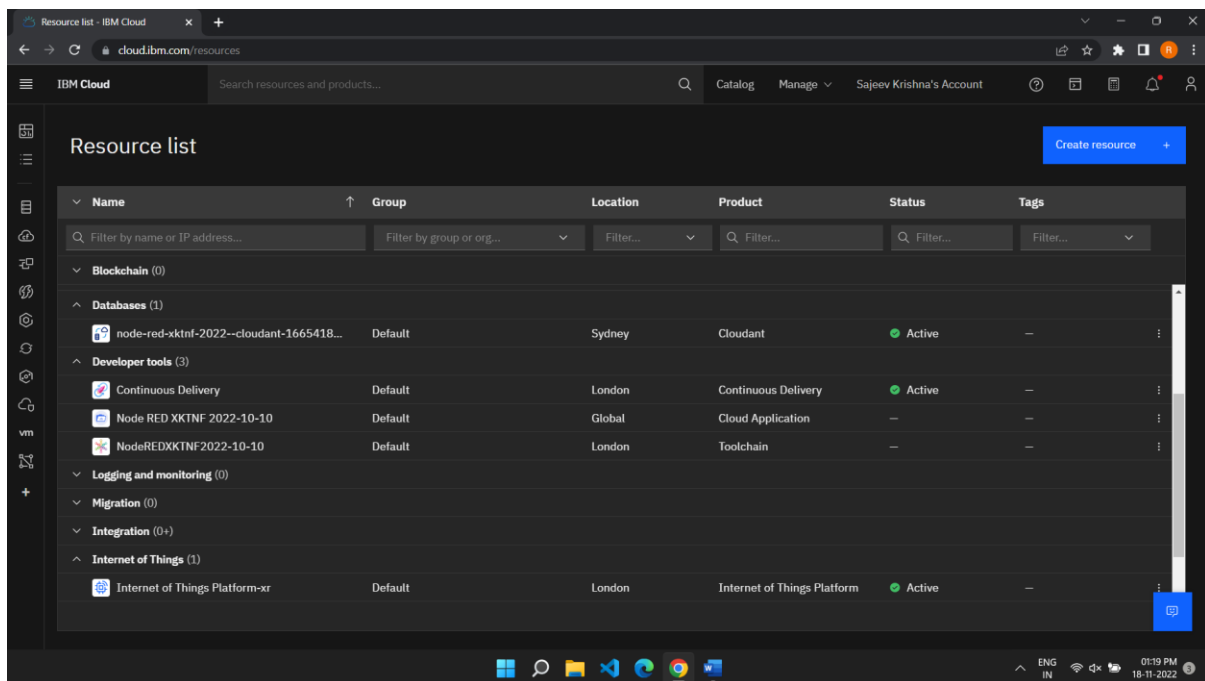 Resource list - IBM Cloud
cloud.ibm.com/resources
R
IBM Cloud
Search resources and products...
Catalog
Manage
Sajeev Krishna's Account
Resource list
Create resource +
Name Group Location Product Status Tags
Filter by name or IP address... Filter by group or org... Filter... Filter... Filter... Filter...
Blockchain (0)
Databases (1)
node-red-xktnf-2022--cloudant-1665418... Default Sydney Cloudant Active –
Developer tools (3)
Continuous Delivery Default London Continuous Delivery Active –
Node RED XKTNF 2022-10-10 Default Global Cloud Application – –
NodeREDXKTNF2022-10-10 Default London Toolchain – –
vm
Logging and monitoring (0)
Migration (0)
Integration (0+)
Internet of Things (1)
Internet of Things Platform-xr Default London Internet of Things Platform Active –
ENG
IN
01:19 PM
18-11-2022
3